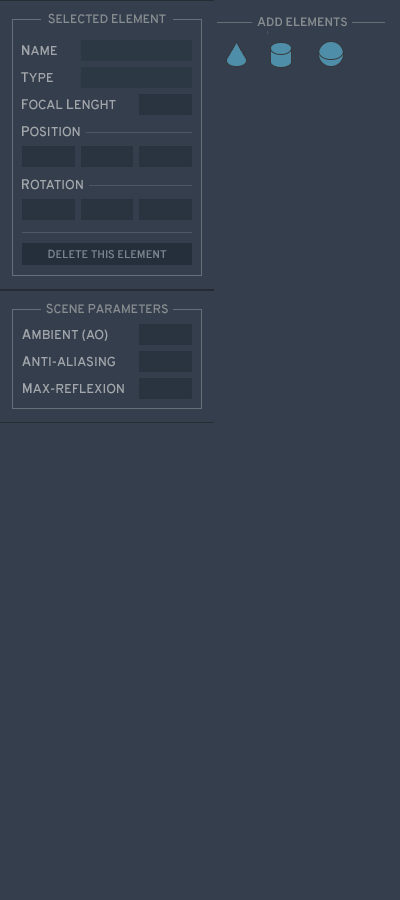 SELECTED ELEMENT
NAME
TYPE
FOCAL LENGHT
POSITION
ROTATION
DELETE THIS ELEMENT
SCENE PARAMETERS
AMBIENT (AO)
ANTI-ALIASING
MAX-REFLEXION
ADD ELEMENTS